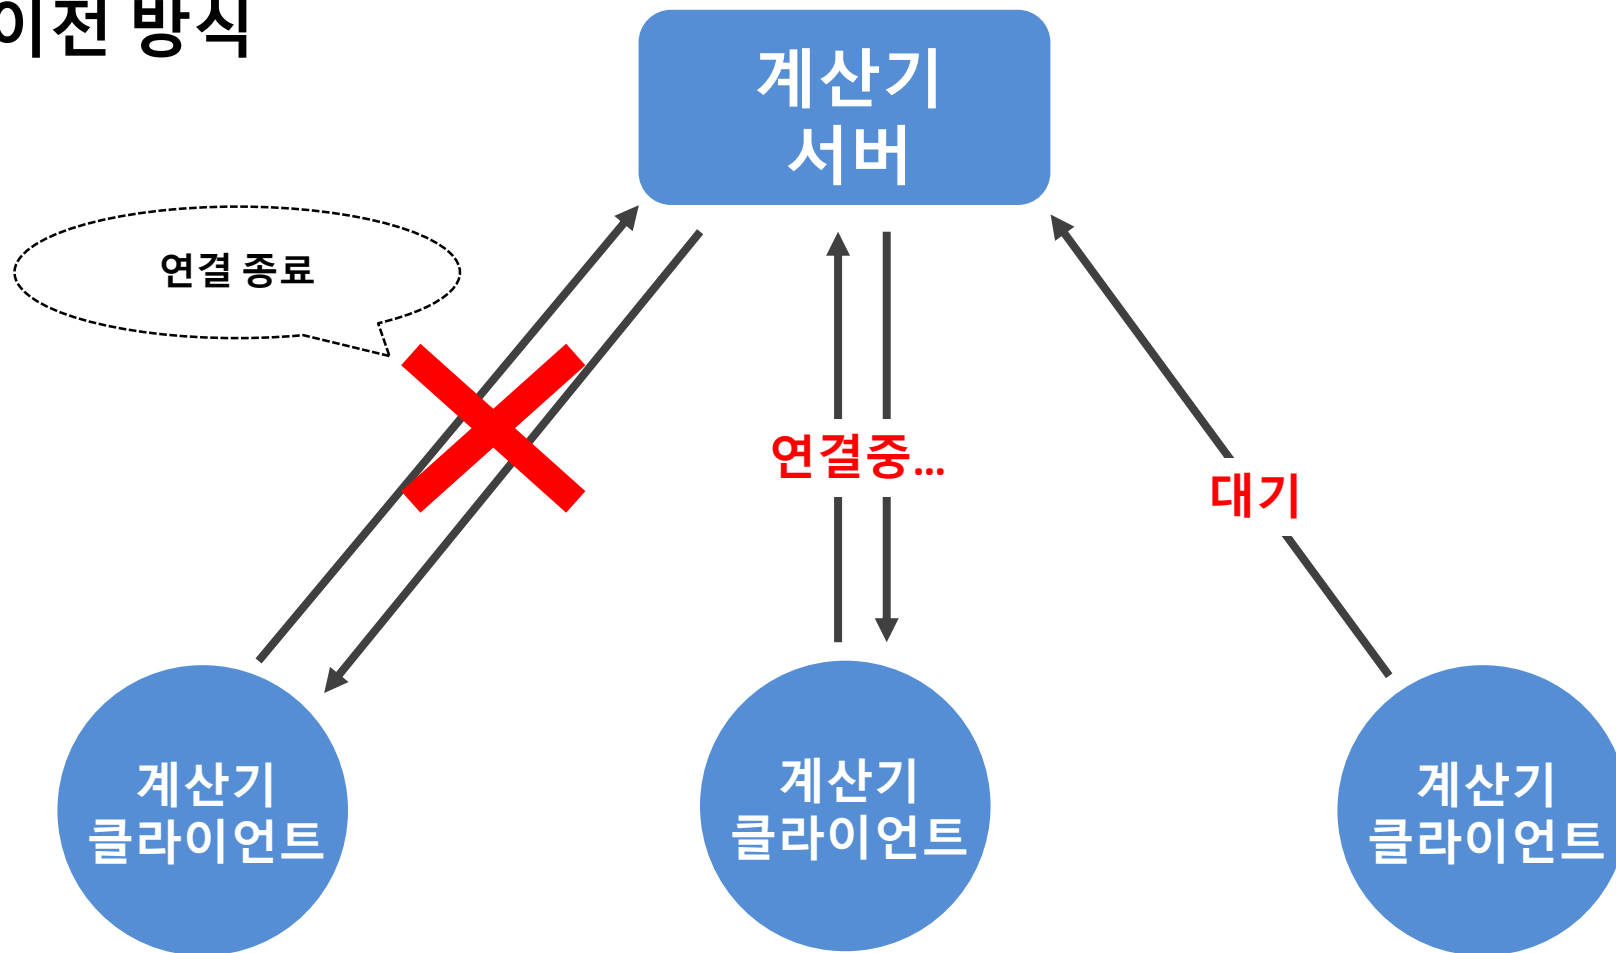 이전 방식
계산기
서버
연결 종료
연결중...
대기
계산기
클라이언트
계산기
클라이언트
계산기
클라이언트